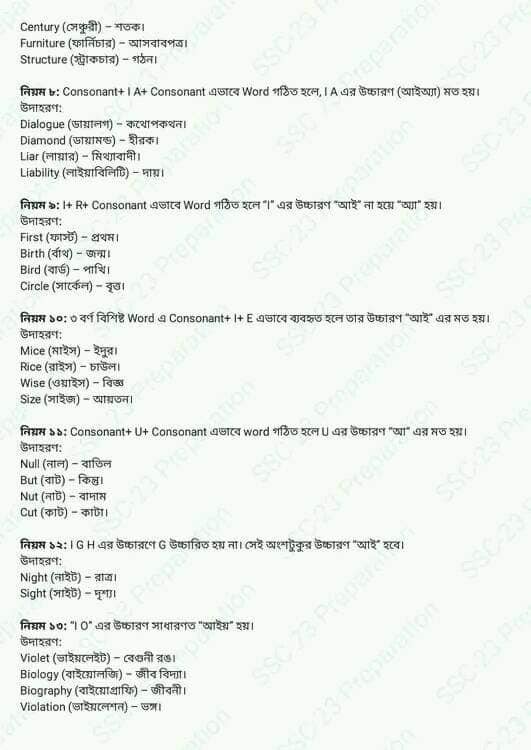 Century (সেঞ্চুরী) – শতক।
Furniture (ফার্নিচার) – আসবাবপত্র।
Structure (স্ট্রাকচার) – গঠন।
নিয়ম ৮: Consonant+ I A+ Consonant এভাবে Word গঠিত হলে, I A এর উচ্চারণ (আইঅ্যা) মত হয়।
উদাহরণ:
Dialogue (ডায়ালগ) – কথোপকথন।
Diamond (ডায়ামন্ড) – হীরক।
Liar (লায়ার) – মিথ্যাবাদী।
Liability (লাইয়াবিলিটি) – দায়।
নিয়ম ৯: I+ R+ Consonant এভাবে Word গঠিত হলে "I" এর উচ্চারণ "আই" না হয়ে "অ্যা" হয়।
উদাহরণ:
First (ফার্স্ট) – প্রথম।
Birth (র্বাথ) – জন্ম।
Bird (বার্ড) – পাখি।
Circle (সার্কেল) – বৃত্ত।
নিয়ম ১০: ৩ বর্ণ বিশিষ্ট Word এ Consonant+ I+ E এভাবে ব্যবহৃত হলে তার উচ্চারণ "আই" এর মত হয়।
উদাহরণ:
Mice (মাইস) – ইদুর।
Rice (রাইস) – চাউল।
Wise (ওয়াইস) – বিজ্ঞ
Size (সাইজ) – আয়তন।
নিয়ম ১১: Consonant+ U+ Consonant এভাবে word গঠিত হলে U এর উচ্চারণ "আ" এর মত হয়।
উদাহরণ:
Null (নাল) – বাতিল
But (বাট) – কিন্তু।
Nut (নাট) – বাদাম
Cut (কাট) – কাটা।
নিয়ম ১২: I G H এর উচ্চারণে G উচ্চারিত হয় না। সেই অংশটুকুর উচ্চারণ "আই" হবে।
উদাহরণ:
Night (নাইট) – রাত্র।
Sight (সাইট) – দৃশ্য।
নিয়ম ১৩: "I O" এর উচ্চারণ সাধারণত "আইয়" হয়।
উদাহরণ:
Violet (ভাইয়লেইট) – বেগুনী রঙ।
Biology (বাইয়োলজি) – জীব বিদ্যা।
Biography (বাইয়োগ্রাফি) – জীবনী।
Violation (ভাইয়লেশন) – ভঙ্গ।
SSC-23 Preparation